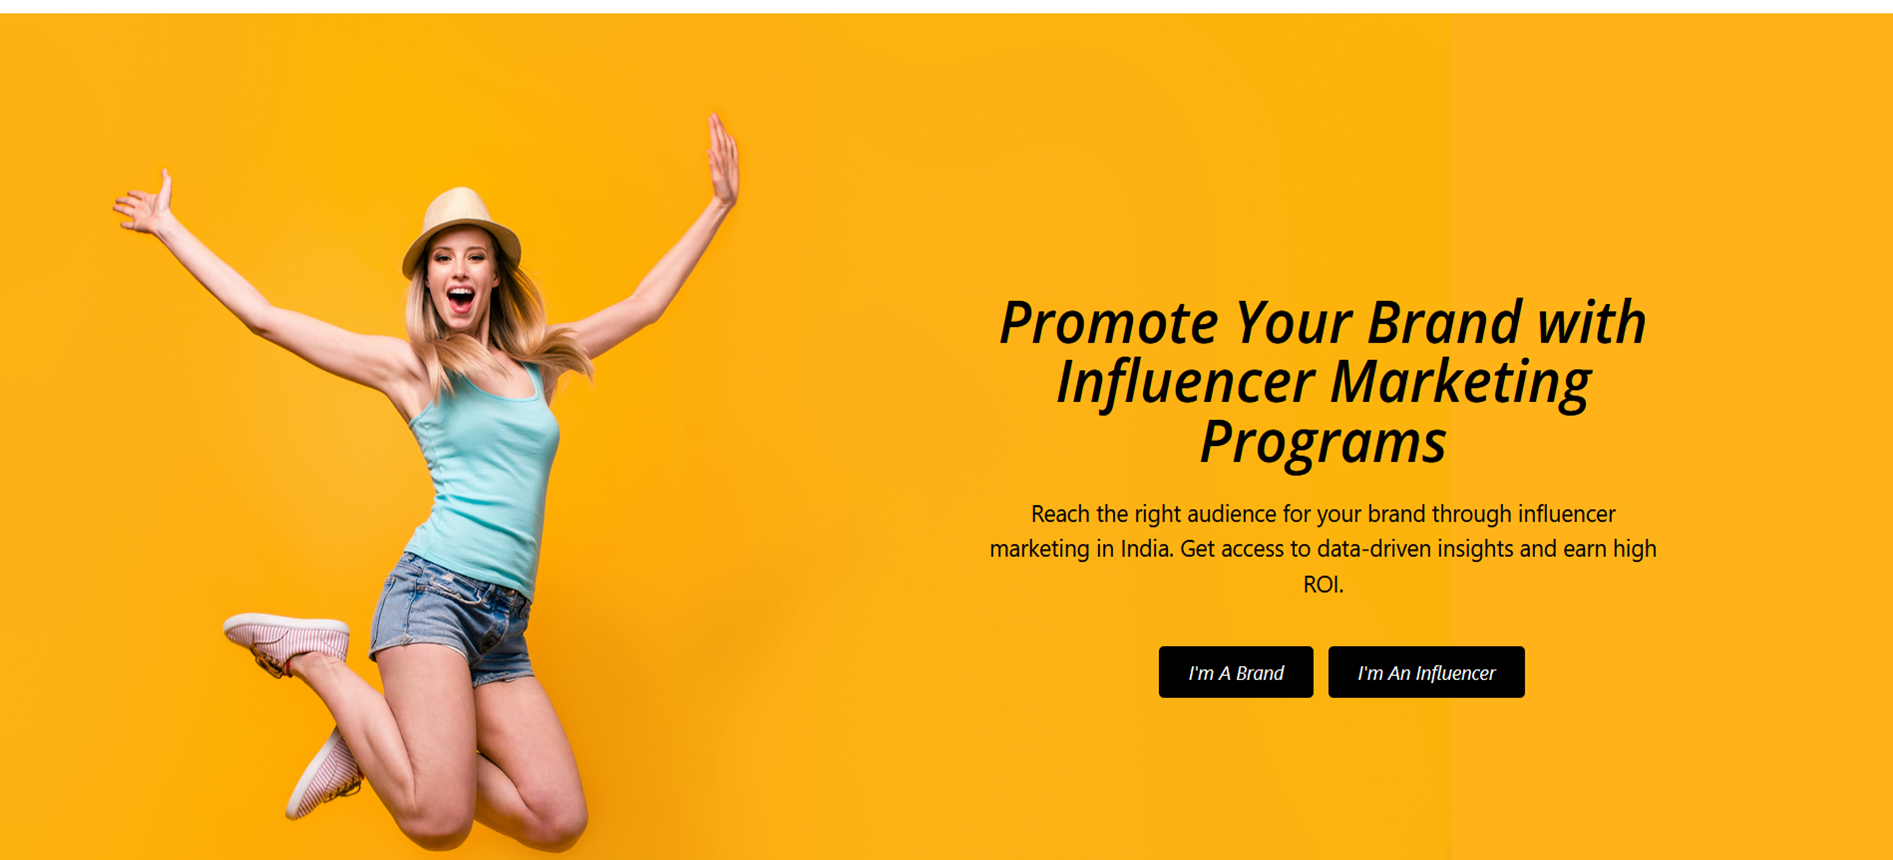 Promote Your Brand with
Influencer Marketing
Programs
Reach the right audience for your brand through influencer
marketing in India. Get access to data-driven insights and earn high
ROI.
I'm A Brand
I'm An Influencer